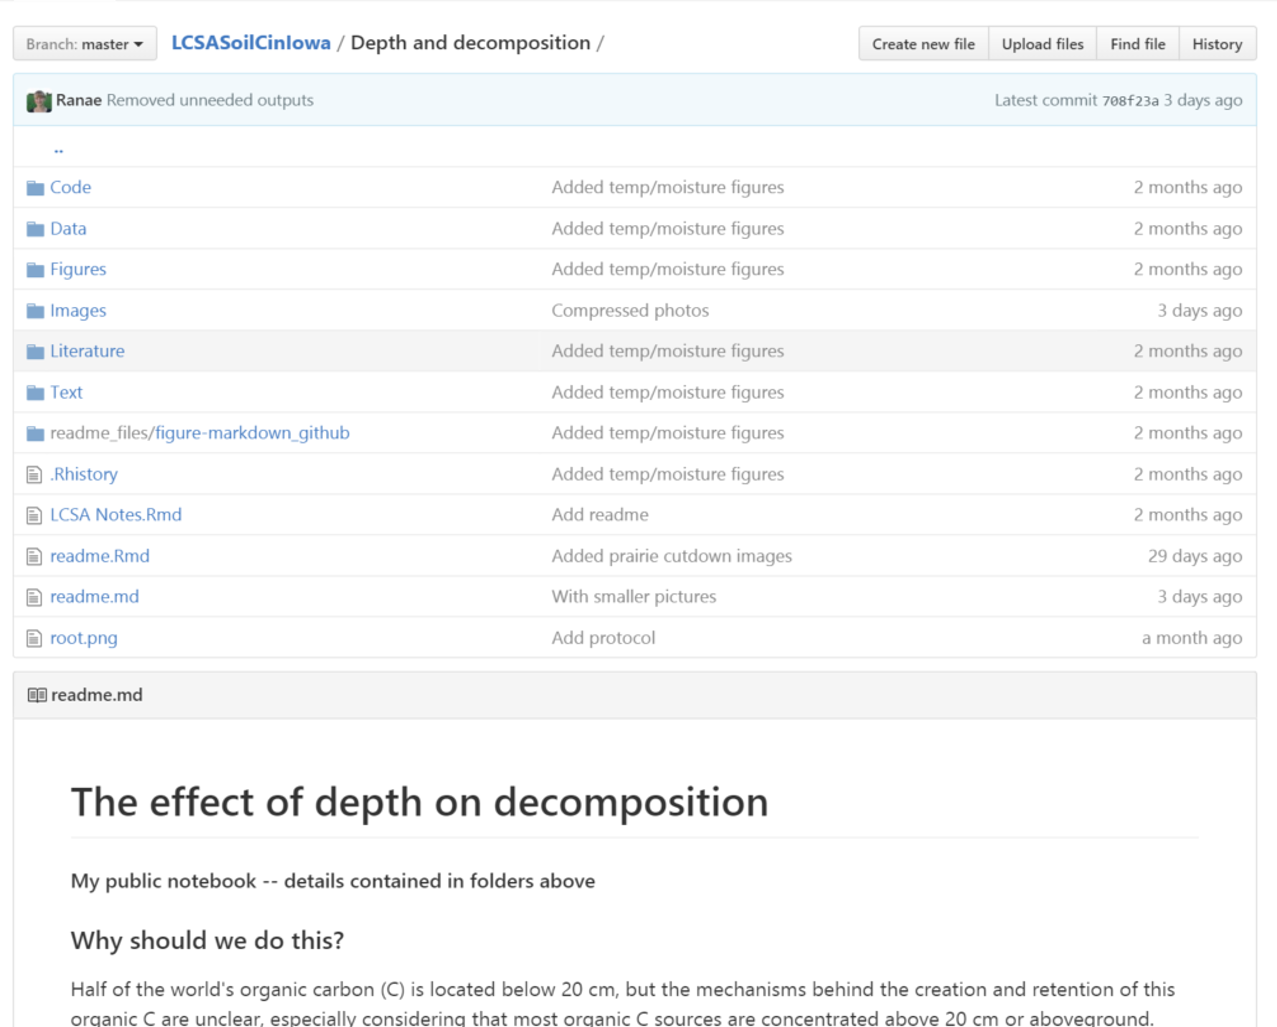 Branch: master LCSASoilCinIowa / Depth and decomposition / Create new file Upload files Find file History
Ranae Removed unneeded outputs Latest commit 708f23a 3 days ago
..
Code Added temp/moisture figures 2 months ago
Data Added temp/moisture figures 2 months ago
Figures Added temp/moisture figures 2 months ago
Images Compressed photos 3 days ago
Literature Added temp/moisture figures 2 months ago
Text Added temp/moisture figures 2 months ago
readme_files/figure-markdown_github Added temp/moisture figures 2 months ago
.Rhistory Added temp/moisture figures 2 months ago
LCSA Notes.Rmd Add readme 2 months ago
readme.Rmd Added prairie cutdown images 29 days ago
readme.md With smaller pictures 3 days ago
root.png Add protocol a month ago
readme.md
The effect of depth on decomposition
My public notebook -- details contained in folders above
Why should we do this?
Half of the world's organic carbon (C) is located below 20 cm, but the mechanisms behind the creation and retention of this
organic C are unclear, especially considering that most organic C sources are concentrated above 20 cm or aboveground.